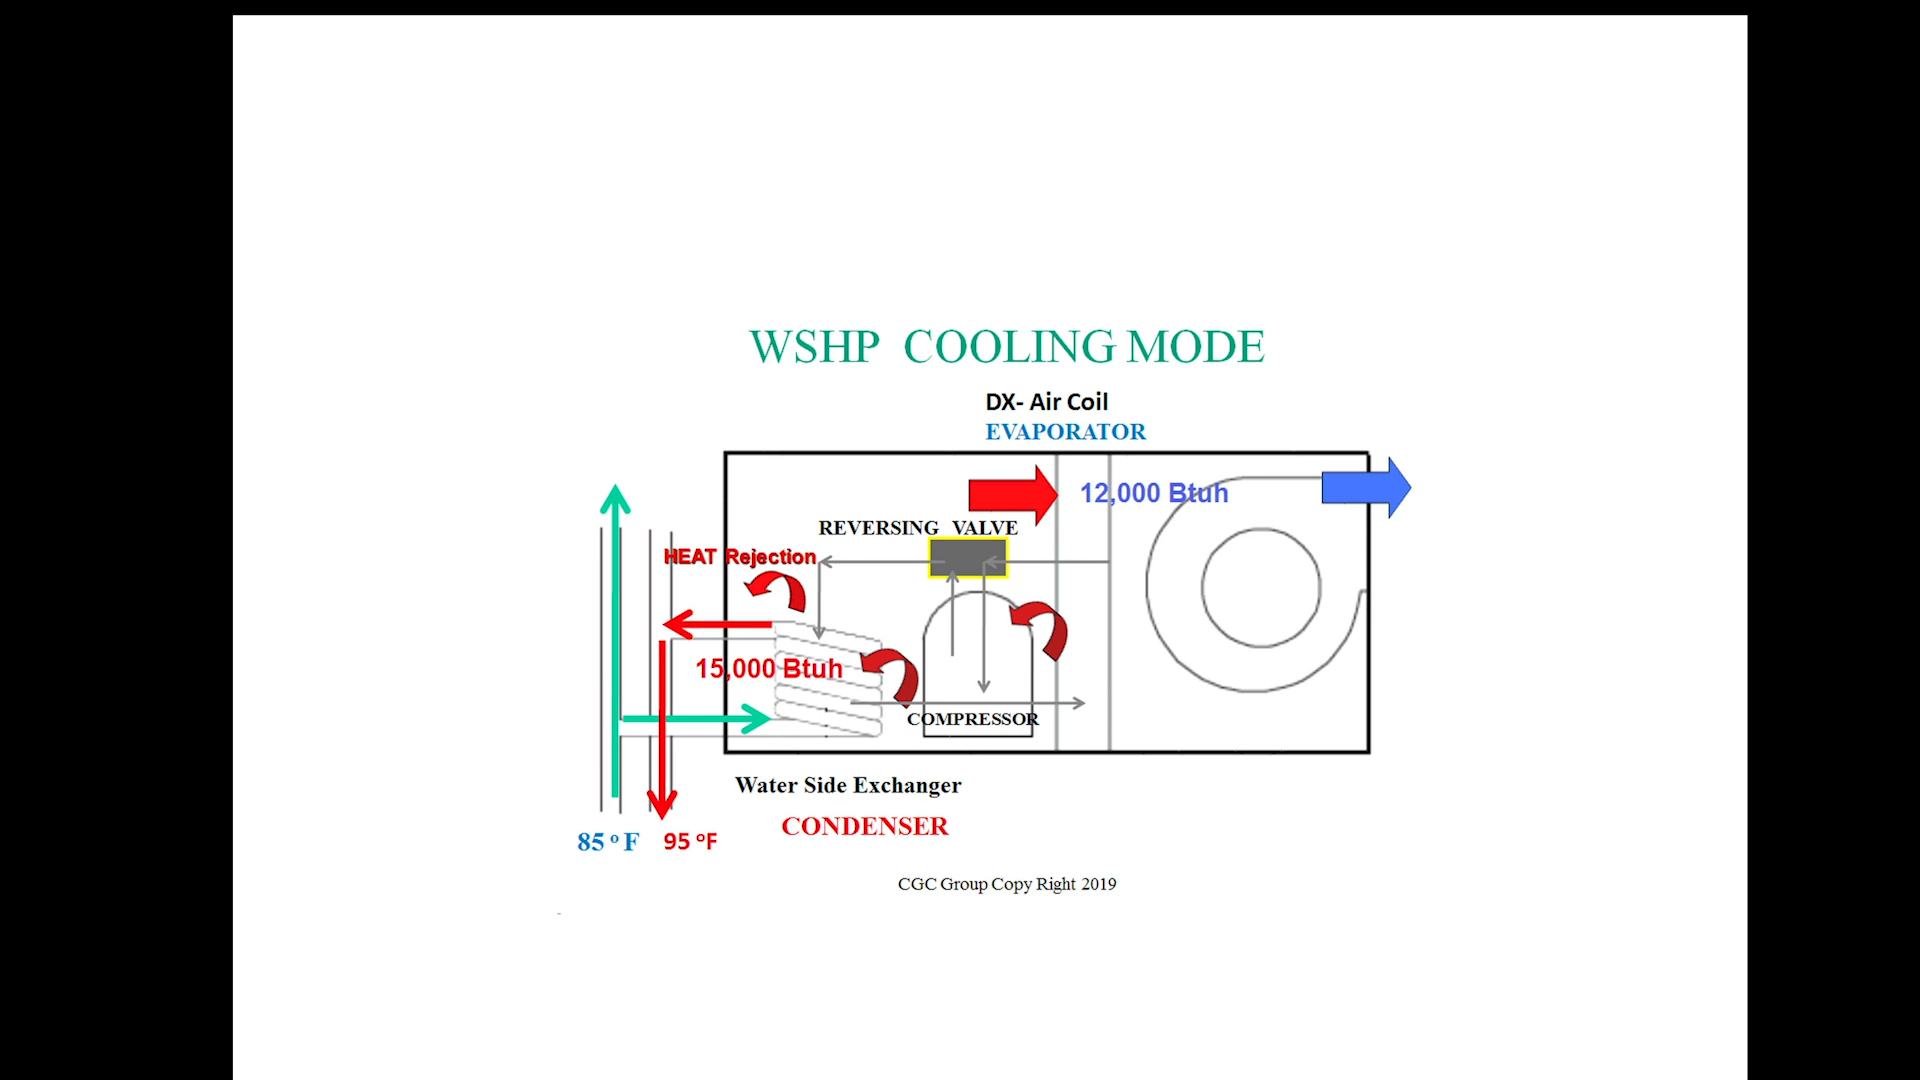 WSHP COOLING MODE
DX- Air Coil
EVAPORATOR
12,000 Btuh
REVERSING VALVE
HEAT Rejection
15,000 Btuh
COMPRESSOR
Water Side Exchanger
CONDENSER
85 º F 95 ºF
CGC Group Copy Right 2019